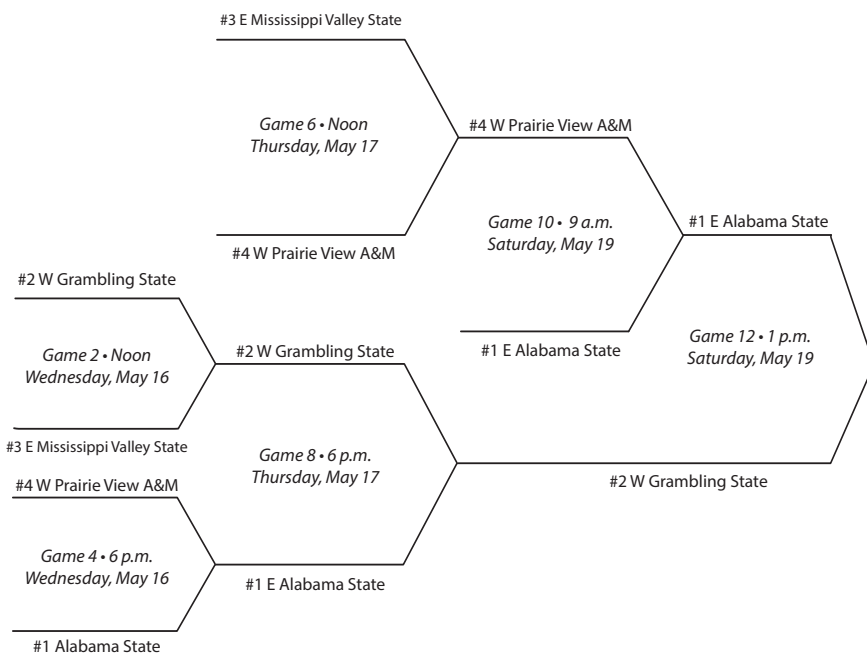 #3 E Mississippi Valley State
Game 6 • Noon
Thursday, May 17
#4 W Prairie View A&M
#4 W Prairie View A&M
Game 10 • 9 a.m.
Saturday, May 19
#1 E Alabama State
#1 E Alabama State
Game 12 • 1 p.m.
Saturday, May 19
#2 W Grambling State
Game 2 • Noon
Wednesday, May 16
#3 E Mississippi Valley State
#2 W Grambling State
Game 8 • 6 p.m.
Thursday, May 17
#2 W Grambling State
#4 W Prairie View A&M
Game 4 • 6 p.m.
Wednesday, May 16
#1 E Alabama State
#1 Alabama State